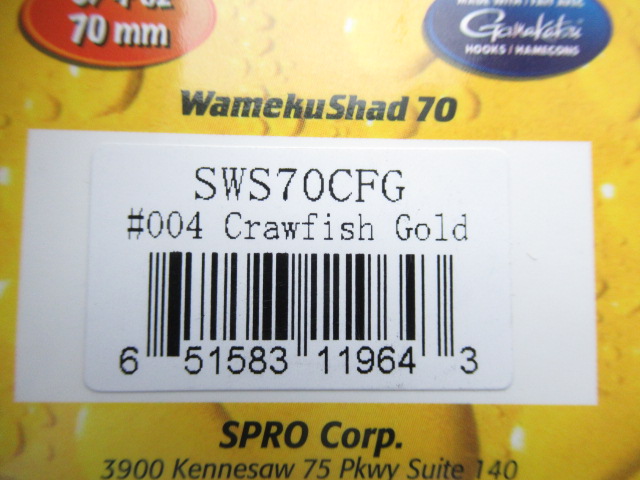 70 mm
Gamakatsu
HOOKS / HAMECONS
WamekuShad 70
SWS70CFG
#004 Crawfish Gold
6 51583 11964 3
SPRO Corp.
3900 Kennesaw 75 Pkwy Suite 140